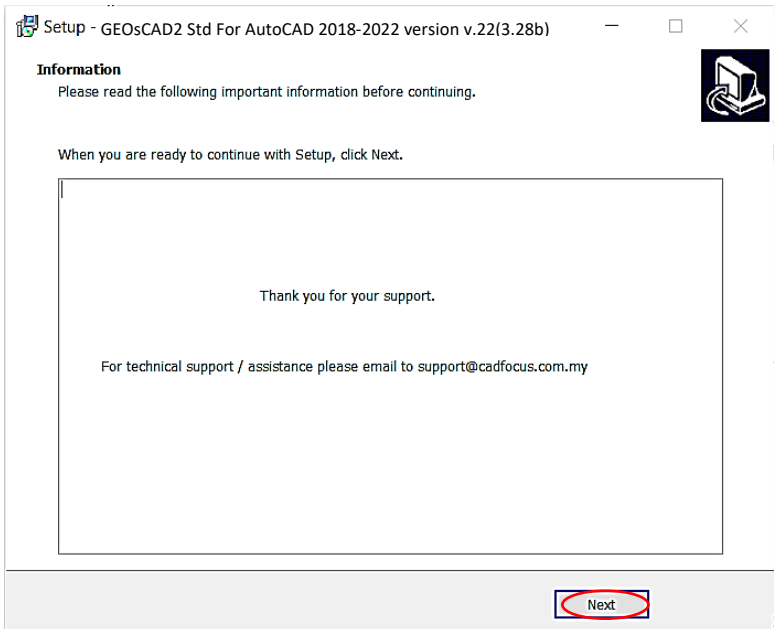 Setup - GEOsCAD2 Std For AutoCAD 2018-2022 version v.22(3.28b)
Information
Please read the following important information before continuing.
When you are ready to continue with Setup, click Next.
Thank you for your support.
For technical support / assistance please email to support@cadfocus.com.my
Next